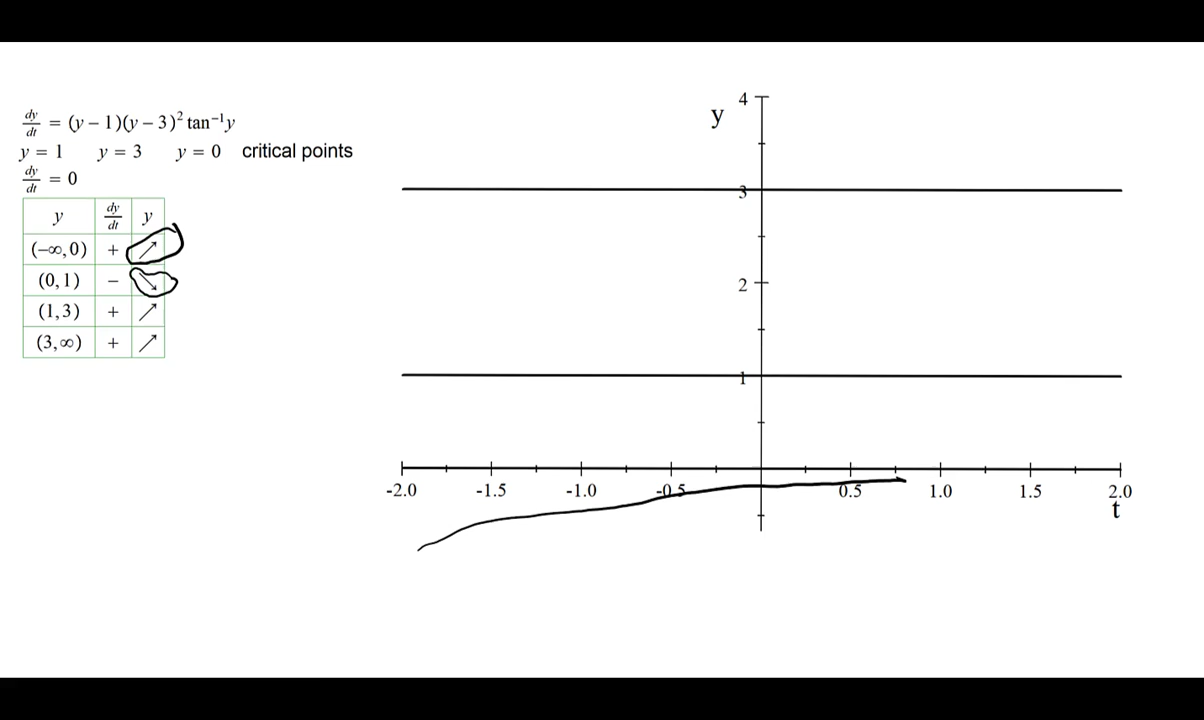 dy/dt = (y − 1)(y − 3)² tan⁻¹y
y = 1 y = 3 y = 0 critical points
dy/dt = 0
y dy/dt y
(−∞, 0) + ↗
(0, 1) − ↘
(1, 3) + ↗
(3, ∞) + ↗
y 4
3
2
1
-2.0 -1.5 -1.0 -0.5 0.5 1.0 1.5 2.0
t